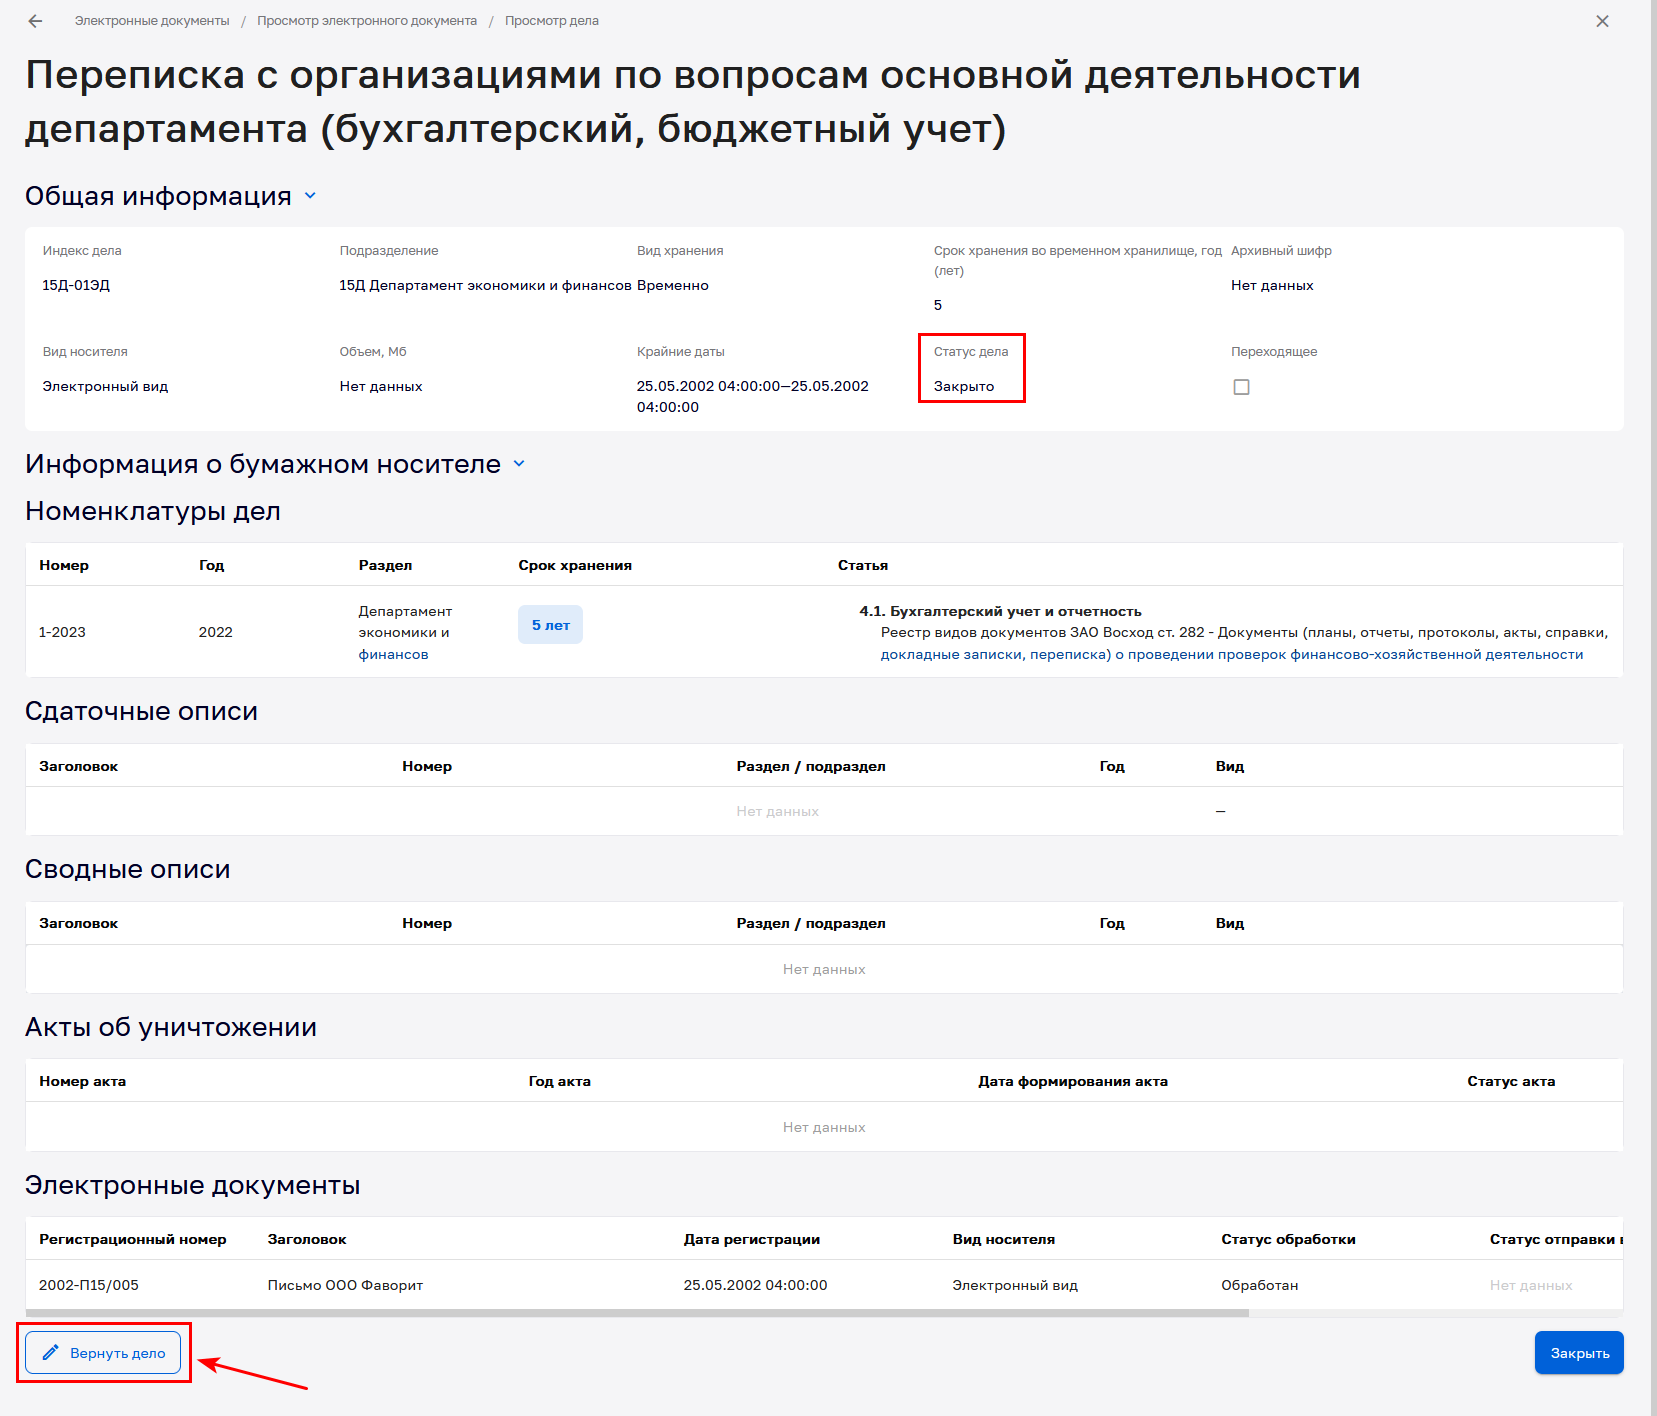 Электронные документы / Просмотр электронного документа / Просмотр дела
Переписка с организациями по вопросам основной деятельности
департамента (бухгалтерский, бюджетный учет)
Общая информация
Индекс дела Подразделение Вид хранения Срок хранения во временном хранилище, год (лет) Архивный шифр
15Д-01ЭД 15Д Департамент экономики и финансов Временно 5 Нет данных
Вид носителя Объем, Мб Крайние даты Статус дела Переходящее
Электронный вид Нет данных 25.05.2002 04:00:00—25.05.2002 04:00:00 Закрыто
Информация о бумажном носителе
Номенклатуры дел
Номер Год Раздел Срок хранения Статья
1-2023 2022 Департамент экономики и финансов 5 лет 4.1. Бухгалтерский учет и отчетность
Реестр видов документов ЗАО Восход ст. 282 - Документы (планы, отчеты, протоколы, акты, справки,
докладные записки, переписка) о проведении проверок финансово-хозяйственной деятельности
Сдаточные описи
Заголовок Номер Раздел / подраздел Год Вид
Нет данных —
Сводные описи
Заголовок Номер Раздел / подраздел Год Вид
Нет данных
Акты об уничтожении
Номер акта Год акта Дата формирования акта Статус акта
Нет данных
Электронные документы
Регистрационный номер Заголовок Дата регистрации Вид носителя Статус обработки Статус отправки
2002-П15/005 Письмо ООО Фаворит 25.05.2002 04:00:00 Электронный вид Обработан Нет данных
Вернуть дело Закрыть